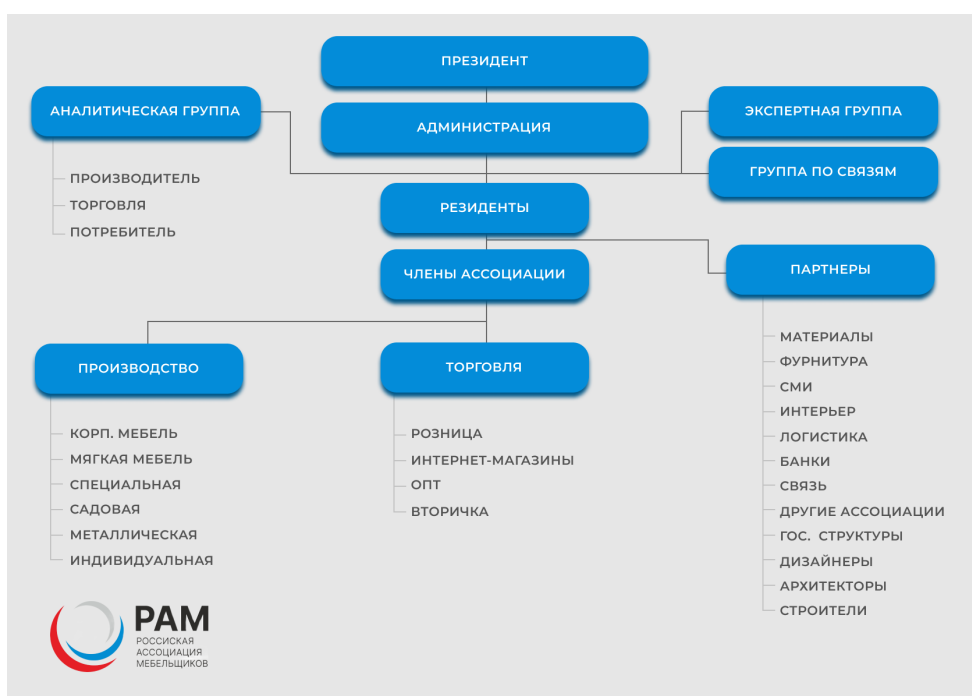 ПРЕЗИДЕНТ
АНАЛИТИЧЕСКАЯ ГРУППА
АДМИНИСТРАЦИЯ
ЭКСПЕРТНАЯ ГРУППА
ГРУППА ПО СВЯЗЯМ
ПРОИЗВОДИТЕЛЬ
ТОРГОВЛЯ
ПОТРЕБИТЕЛЬ
РЕЗИДЕНТЫ
ЧЛЕНЫ АССОЦИАЦИИ
ПАРТНЕРЫ
ПРОИЗВОДСТВО
КОРП. МЕБЕЛЬ
МЯГКАЯ МЕБЕЛЬ
СПЕЦИАЛЬНАЯ
САДОВАЯ
МЕТАЛЛИЧЕСКАЯ
ИНДИВИДУАЛЬНАЯ
ТОРГОВЛЯ
РОЗНИЦА
ИНТЕРНЕТ-МАГАЗИНЫ
ОПТ
ВТОРИЧКА
МАТЕРИАЛЫ
ФУРНИТУРА
СМИ
ИНТЕРЬЕР
ЛОГИСТИКА
БАНКИ
СВЯЗЬ
ДРУГИЕ АССОЦИАЦИИ
ГОС. СТРУКТУРЫ
ДИЗАЙНЕРЫ
АРХИТЕКТОРЫ
СТРОИТЕЛИ
РАМ
РОССИСКАЯ
АССОЦИАЦИЯ
МЕБЕЛЬЩИКОВ